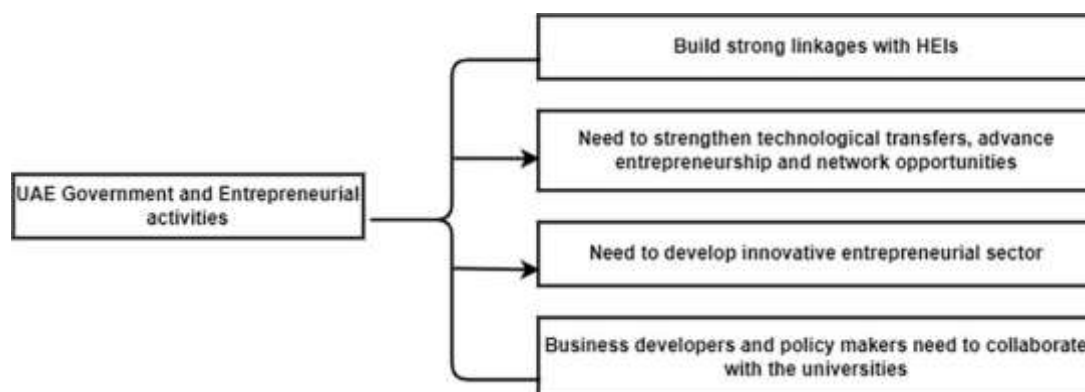 Build strong linkages with HEIs
Need to strengthen technological transfers, advance
entrepreneurship and network opportunities
UAE Government and Entrepreneurial
activities
Need to develop innovative entrepreneurial sector
Business developers and policy makers need to collaborate
with the universities